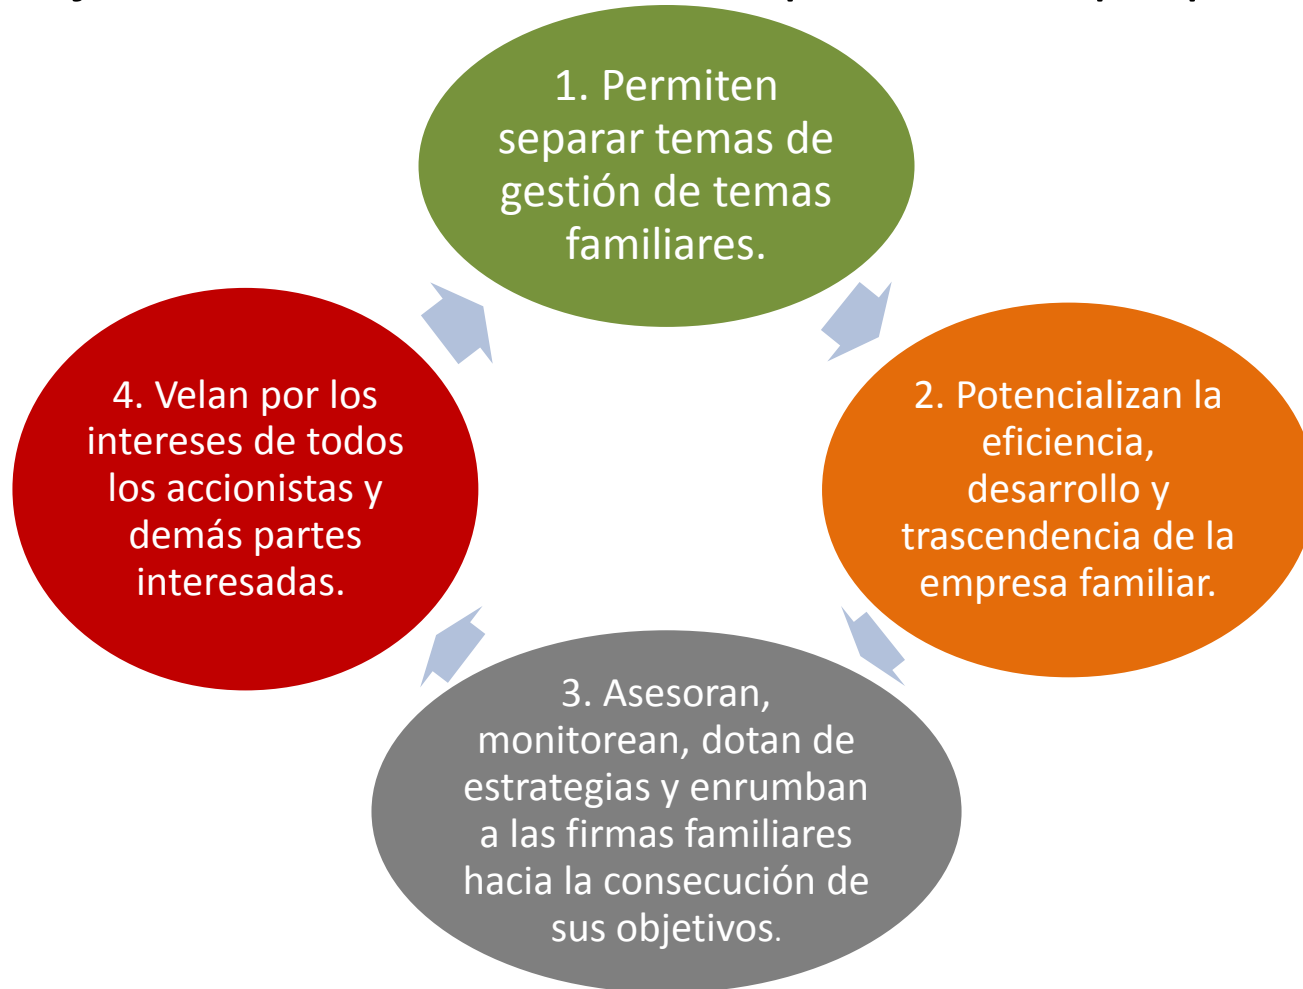 1. Permiten
separar temas de
gestión de temas
familiares.
2. Potencializan la
eficiencia,
desarrollo y
trascendencia de la
empresa familiar.
3. Asesoran,
monitorean, dotan de
estrategias y enrumban
a las firmas familiares
hacia la consecución de
sus objetivos.
4. Velan por los
intereses de todos
los accionistas y
demás partes
interesadas.